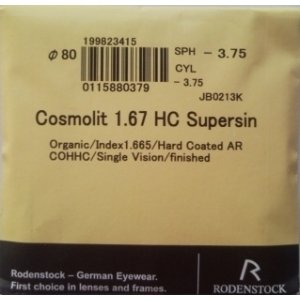 199823415
φ 80
SPH - 3.75
CYL
- 3.75
0115880379
JB0213K
Cosmolit 1.67 HC Supersin
Organic/Index1.665/Hard Coated AR
COHHC/Single Vision/finished
Rodenstock – German Eyewear.
First choice in lenses and frames.
R
RODENSTOCK